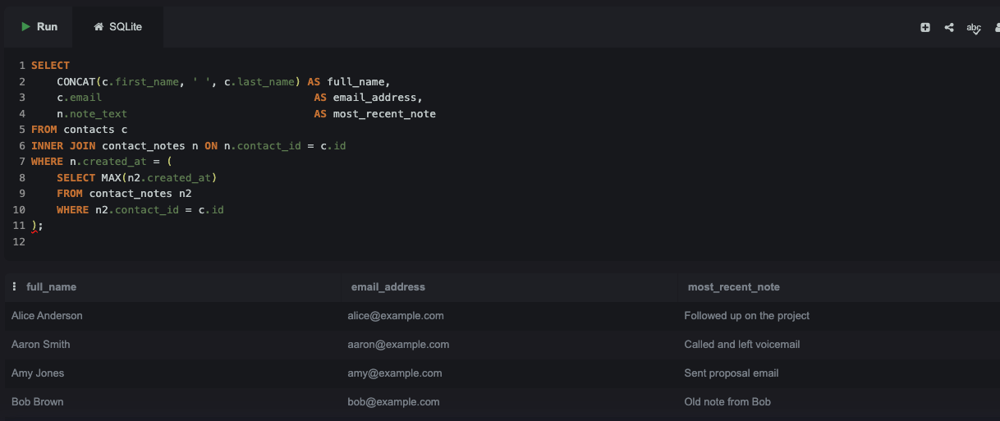 Run SQLite abc
1 SELECT
2     CONCAT(c.first_name, ' ', c.last_name) AS full_name,
3     c.email                                 AS email_address,
4     n.note_text                             AS most_recent_note
5 FROM contacts c
6 INNER JOIN contact_notes n ON n.contact_id = c.id
7 WHERE n.created_at = (
8     SELECT MAX(n2.created_at)
9     FROM contact_notes n2
10     WHERE n2.contact_id = c.id
11 );
12
full_name email_address most_recent_note
Alice Anderson alice@example.com Followed up on the project
Aaron Smith aaron@example.com Called and left voicemail
Amy Jones amy@example.com Sent proposal email
Bob Brown bob@example.com Old note from Bob